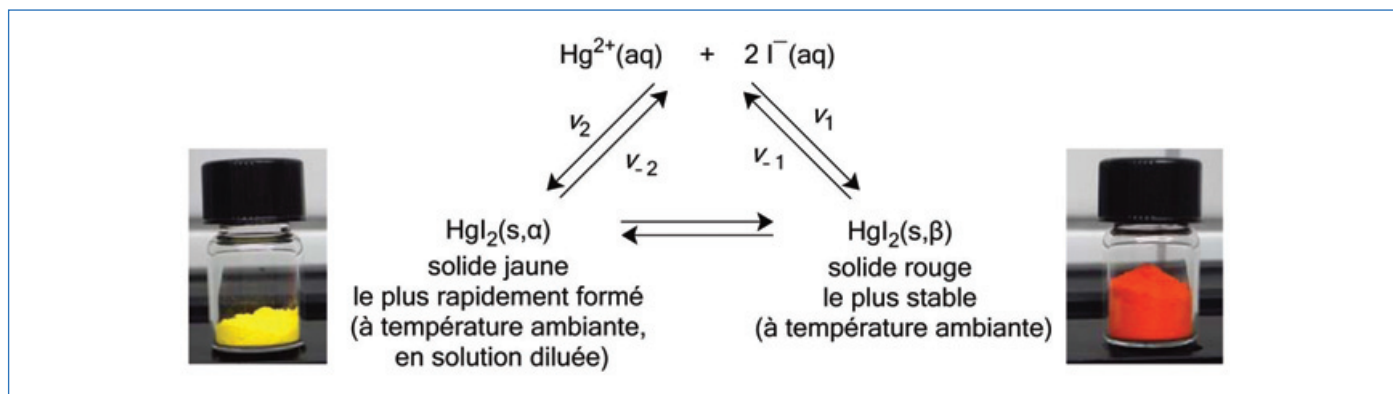 Hg²⁺(aq) + 2 I⁻(aq)
v₂
v₋₂
v₋₁
v₁
HgI₂(s,α)
solide jaune
le plus rapidement formé
(à température ambiante,
en solution diluée)
HgI₂(s,β)
solide rouge
le plus stable
(à température ambiante)